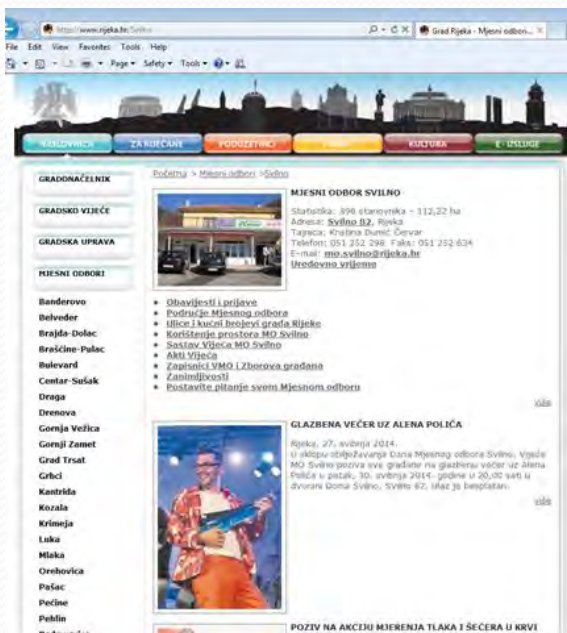 http://www.rijeka.hr/Svilno
Grad Rijeka - Mjesni odbori...
File Edit View Favorites Tools Help
Page Safety Tools
NASLOVNICA ZA RIJEČANE PODUZETNICI KULTURA E-USLUGE
GRADONAČELNIK
GRADSKO VIJEĆE
GRADSKA UPRAVA
MJESNI ODBORI
Banderovo
Belveder
Brajda-Dolac
Brašćine-Pulac
Bulevard
Centar-Sušak
Draga
Drenova
Gornja Vežica
Gornji Zamet
Grad Trsat
Grbci
Kantrida
Kozala
Krimeja
Luka
Mlaka
Orehovica
Pašac
Pećine
Pehlin
Početna > Mjesni odbori >Svilno
MJESNI ODBOR SVILNO
Statistika: 896 stanovnika - 112,22 ha
Adresa: Svilno 82, Rijeka
Tajnica: Kristina Dumić Červar
Telefon: 051 252 298 Faks: 051 252 634
E-mail: mo.svilno@rijeka.hr
Uredovno vrijeme
Obavijesti i prijave
Područje Mjesnog odbora
Ulice i kućni brojevi grada Rijeke
Korištenje prostora MO Svilno
Sastav Vijeća MO Svilno
Akti Vijeća
Zapisnici VMO i Zborova građana
Zanimljivosti
Postavite pitanje svom Mjesnom odboru
više
GLAZBENA VEČER UZ ALENA POLIĆA
Rijeka, 27. svibnja 2014.
U sklopu obilježavanja Dana Mjesnog odbora Svilno, Vijeće
MO Svilno poziva sve građane na glazbenu večer uz Alena
Polića u petak, 30. svibnja 2014. godine u 20,00 sati u
dvorani Doma Svilno, Svilno 82. Ulaz je besplatan.
više
POZIV NA AKCIJU MJERENJA TLAKA I ŠEĆERA U KRVI